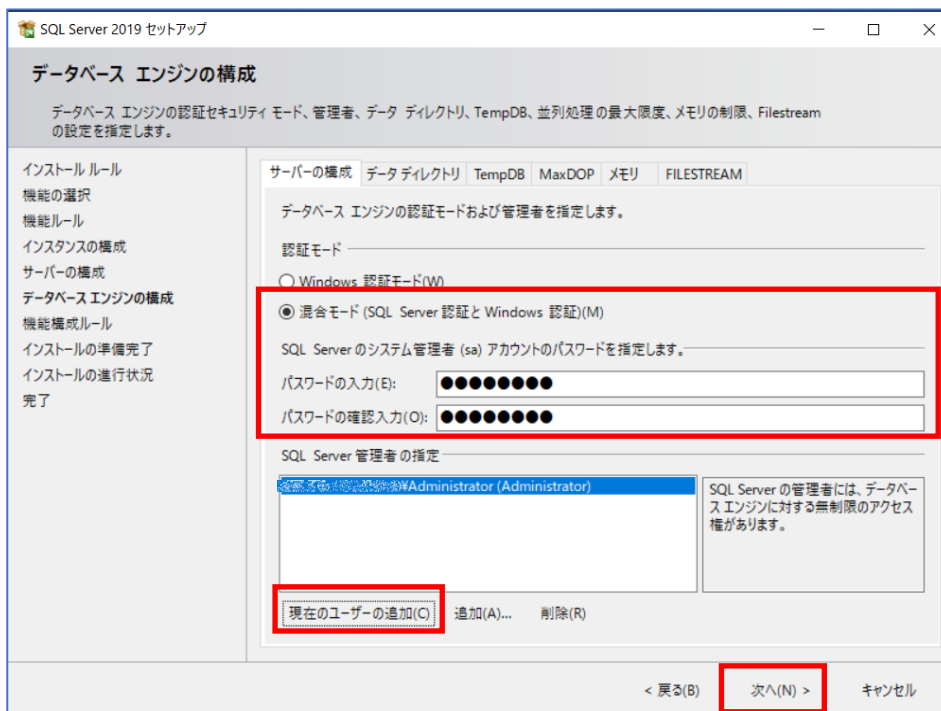 SQL Server 2019 セットアップ
データベース エンジンの構成
データベース エンジンの認証セキュリティ モード、管理者、データ ディレクトリ、TempDB、並列処理の最大限度、メモリの制限、Filestream
の設定を指定します。
インストール ルール
機能の選択
機能ルール
インスタンスの構成
サーバーの構成
データベース エンジンの構成
機能構成ルール
インストールの準備完了
インストールの進行状況
完了
サーバーの構成 データ ディレクトリ TempDB MaxDOP メモリ FILESTREAM
データベース エンジンの認証モードおよび管理者を指定します。
認証モード
Windows 認証モード(W)
混合モード (SQL Server 認証と Windows 認証)(M)
SQL Server のシステム管理者 (sa) アカウントのパスワードを指定します。
パスワードの入力(E): ●●●●●●●●
パスワードの確認入力(O): ●●●●●●●●
SQL Server 管理者の指定
¥Administrator (Administrator)
SQL Server の管理者には、データベー
ス エンジンに対する無制限のアクセス
権があります。
現在のユーザーの追加(C) 追加(A)... 削除(R)
< 戻る(B) 次へ(N) > キャンセル